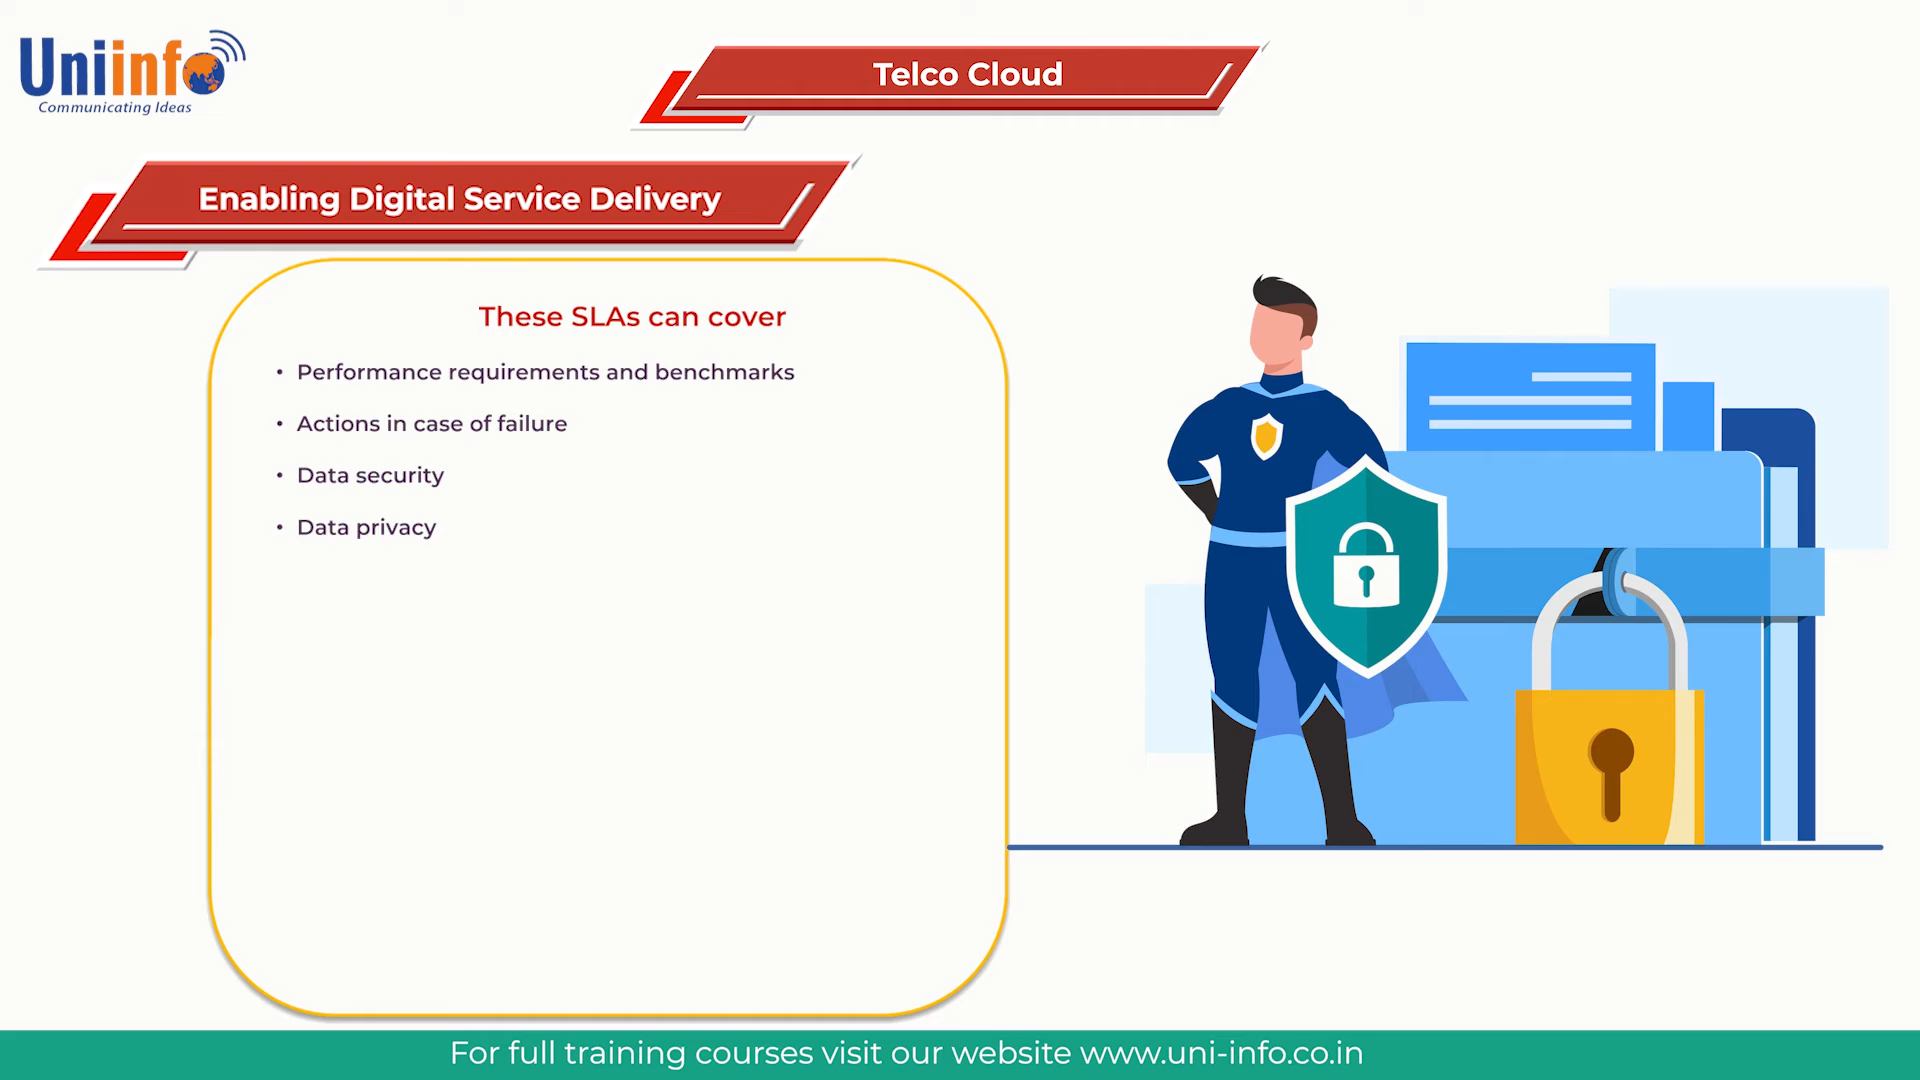 Uniinfo
Communicating Ideas
Telco Cloud
Enabling Digital Service Delivery
These SLAs can cover
• Performance requirements and benchmarks
• Actions in case of failure
• Data security
• Data privacy
For full training courses visit our website www.uni-info.co.in